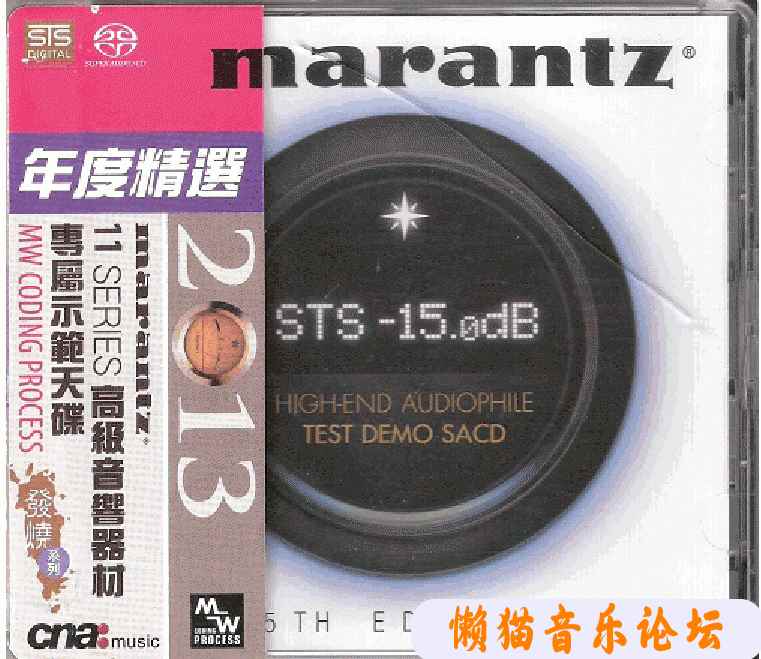 STS
DIGITAL
SUPER AUDIO CD
marantz®
年度精選
2013
marantz®
11 SERIES 高級音響器材
專屬示範天碟
MW CODING PROCESS
發燒
系列
STS -15.0dB
HIGH-END AUDIOPHILE
TEST DEMO SACD
cna: music
MW
CODING
PROCESS
5TH ED
懒猫音乐论坛